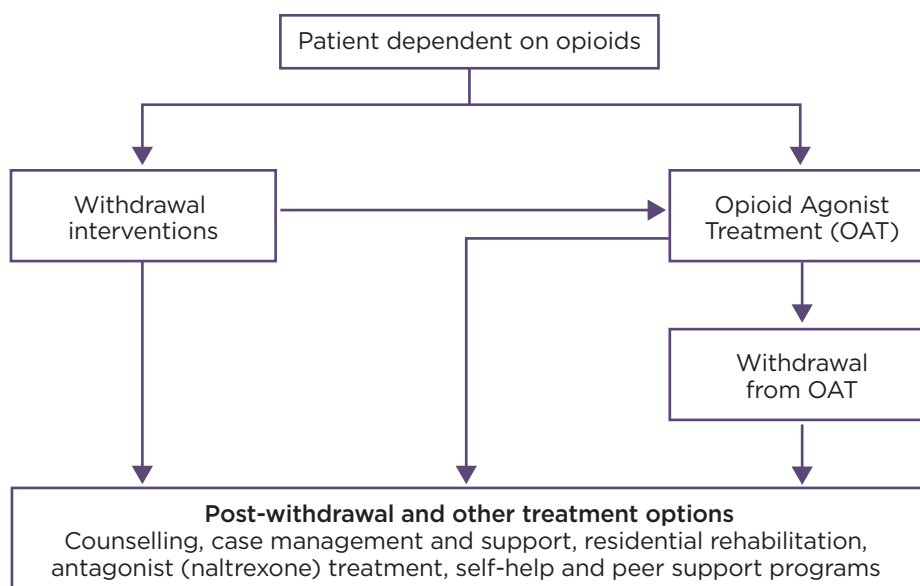 Patient dependent on opioids
Withdrawal
interventions
Opioid Agonist
Treatment (OAT)
Withdrawal
from OAT
Post-withdrawal and other treatment options
Counselling, case management and support, residential rehabilitation,
antagonist (naltrexone) treatment, self-help and peer support programs